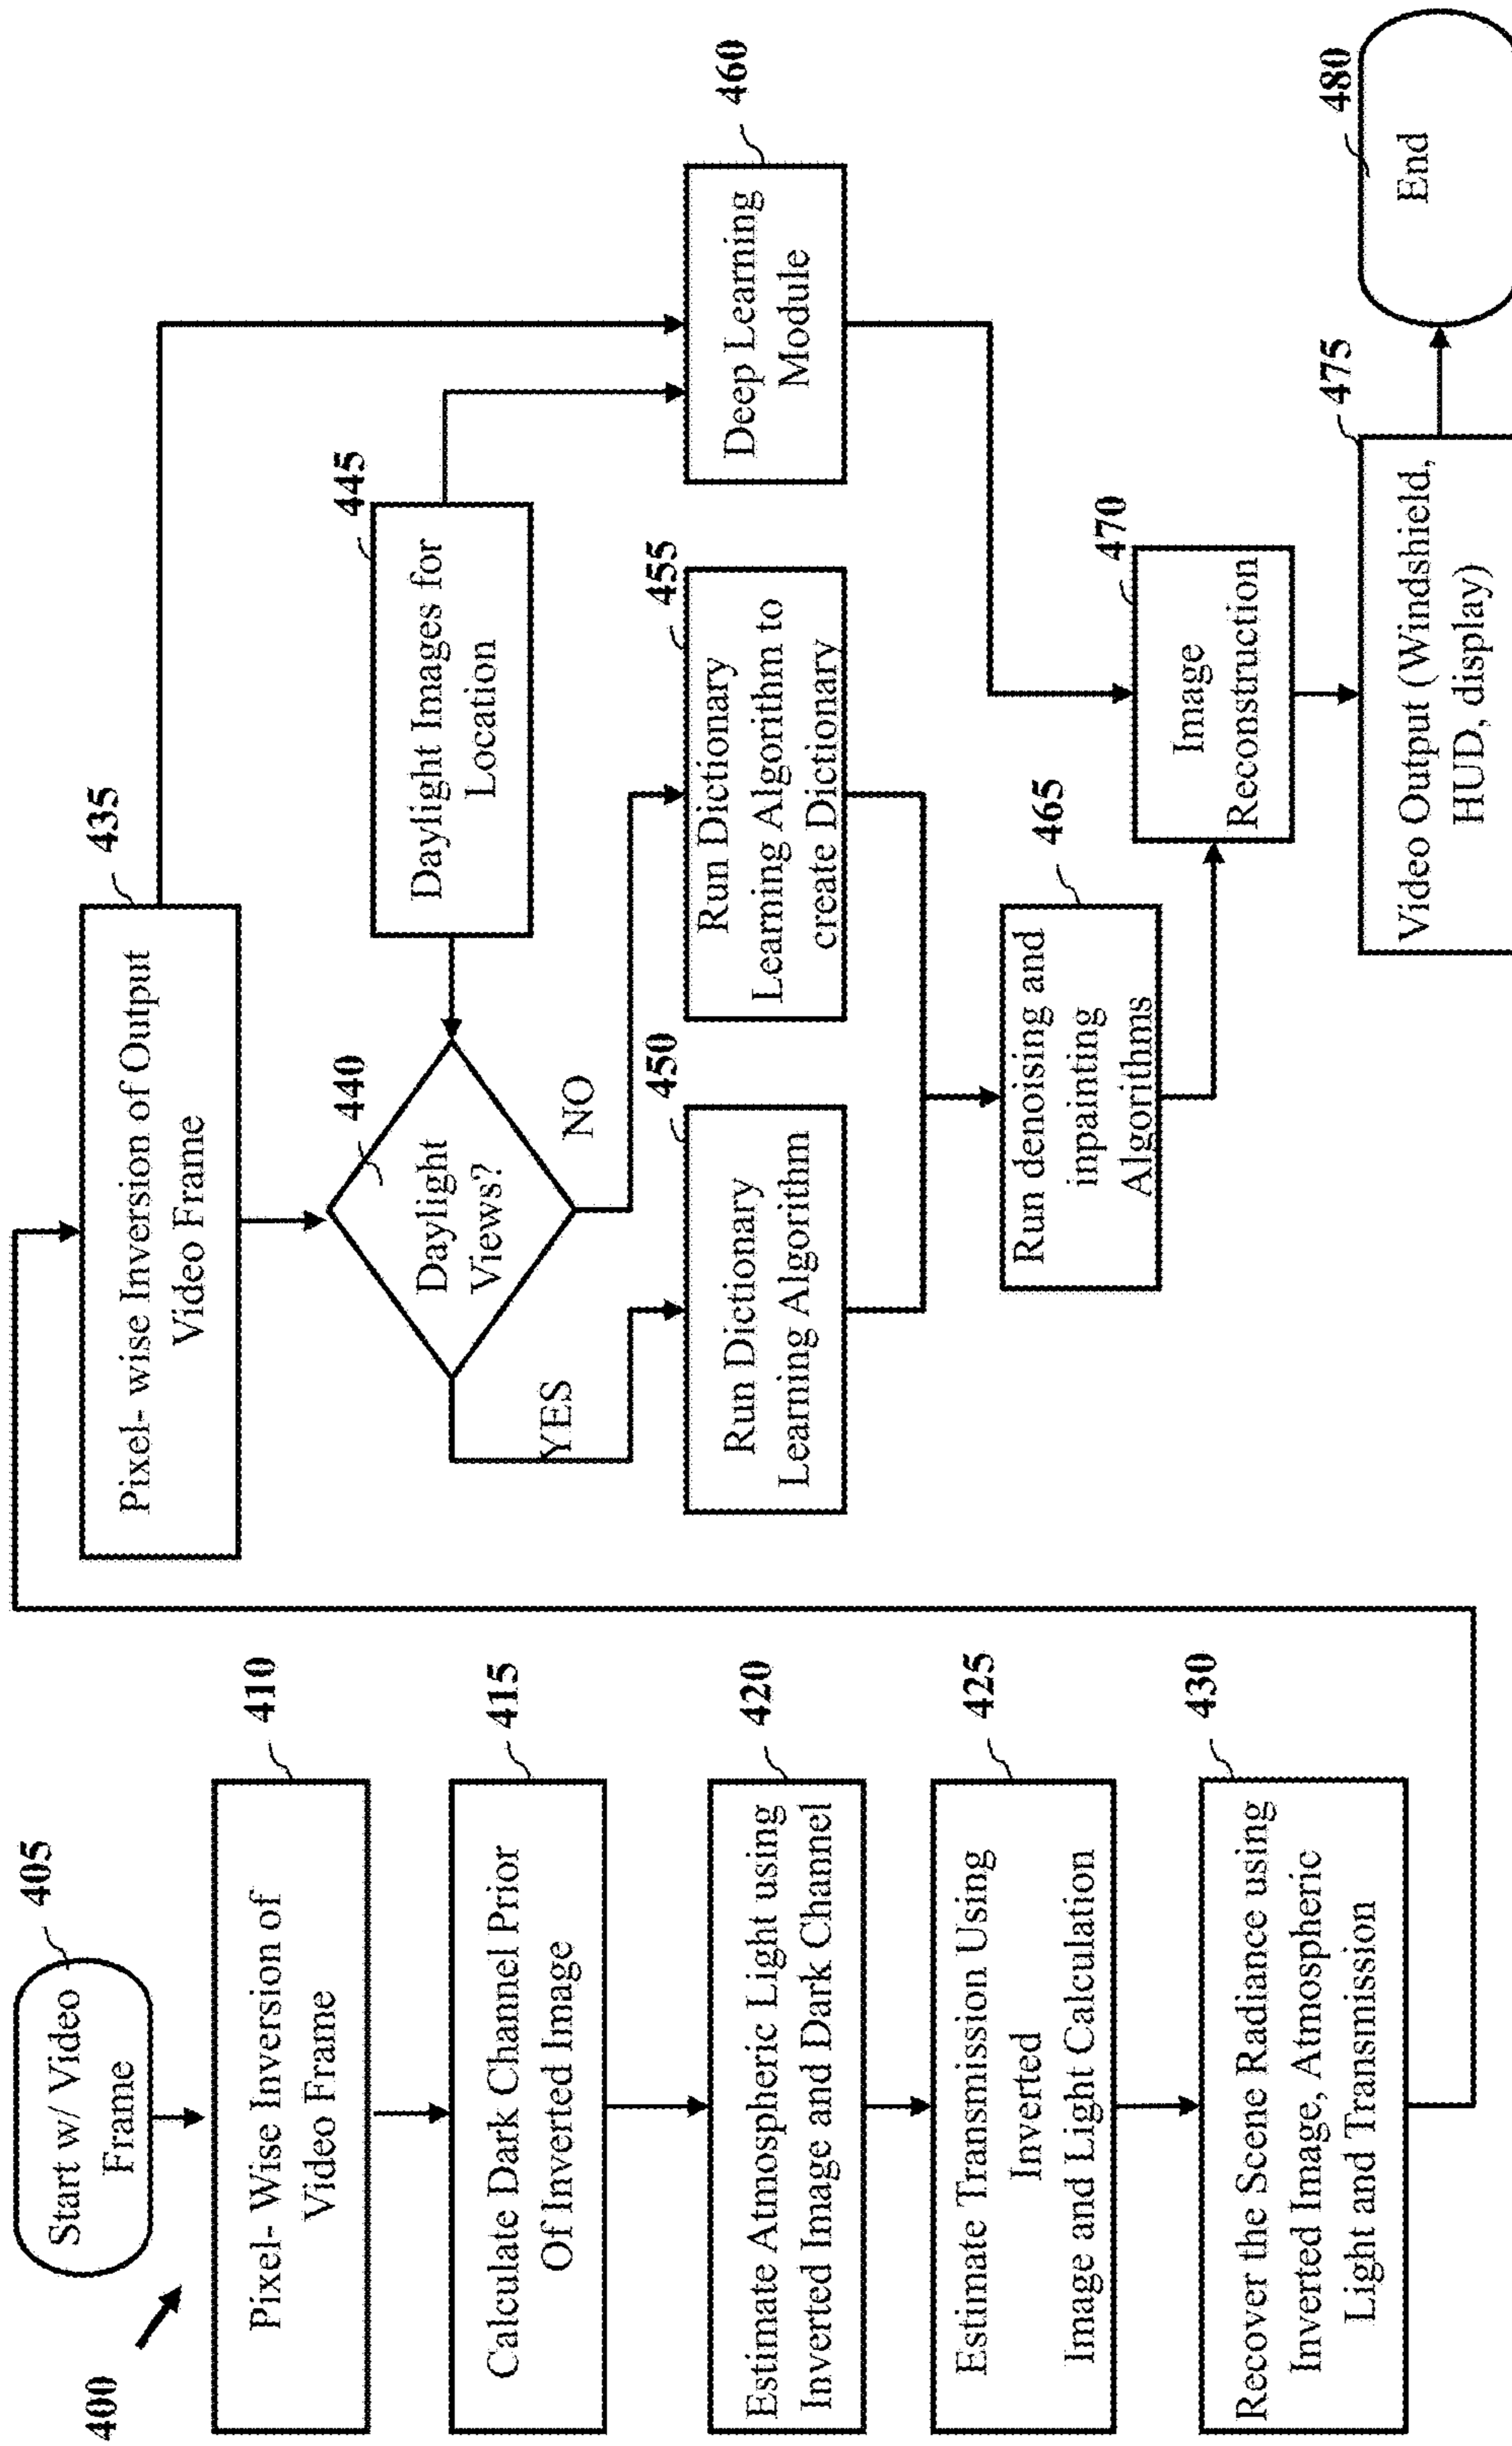 400
405
Start w/ Video
Frame
410
Pixel- Wise Inversion of
Video Frame
415
Calculate Dark Channel Prior
Of Inverted Image
420
Estimate Atmospheric Light using
Inverted Image and Dark Channel
425
Estimate Transmission Using
Inverted
Image and Light Calculation
430
Recover the Scene Radiance using
Inverted Image, Atmospheric
Light and Transmission
435
Pixel- wise Inversion of Output
Video Frame
440
Daylight
Views?
YES
NO
445
Daylight Images for
Location
450
Run Dictionary
Learning Algorithm
455
Run Dictionary
Learning Algorithm to
create Dictionary
460
Deep Learning
Module
465
Run denoising and
inpainting
Algorithms
470
Image
Reconstruction
475
Video Output (Windshield,
HUD, display)
480
End